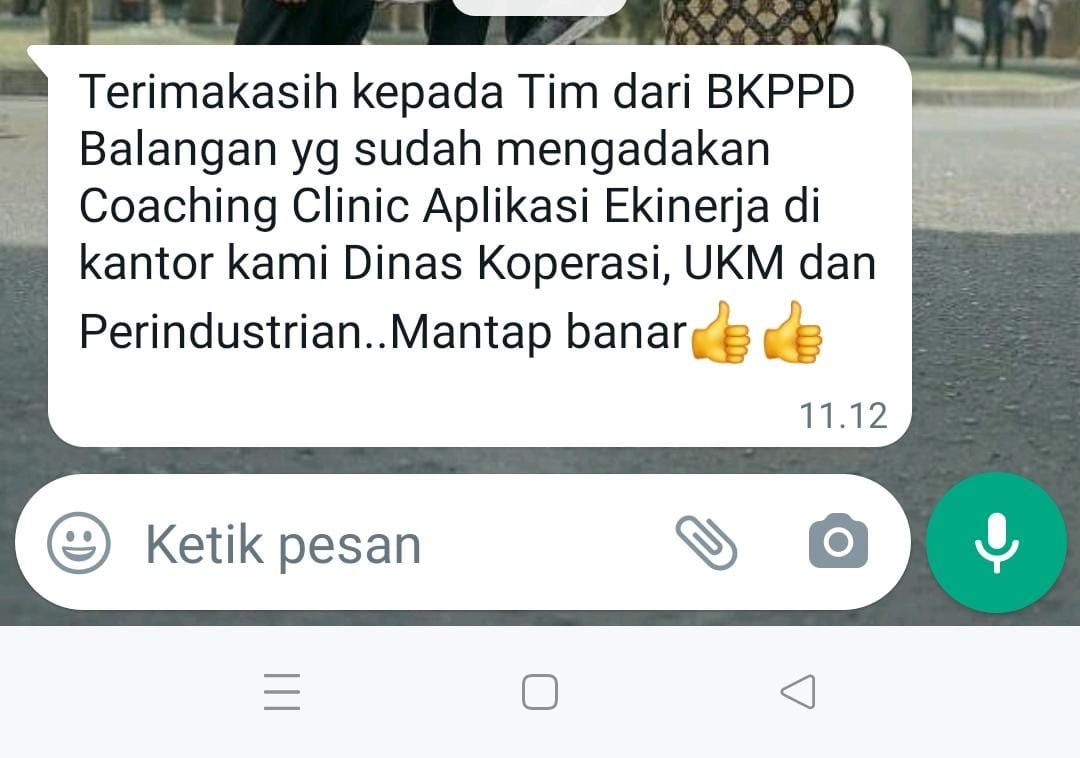 Terimakasih kepada Tim dari BKPPD
Balangan yg sudah mengadakan
Coaching Clinic Aplikasi Ekinerja di
kantor kami Dinas Koperasi, UKM dan
Perindustrian..Mantap banar👍👍
11.12
Ketik pesan